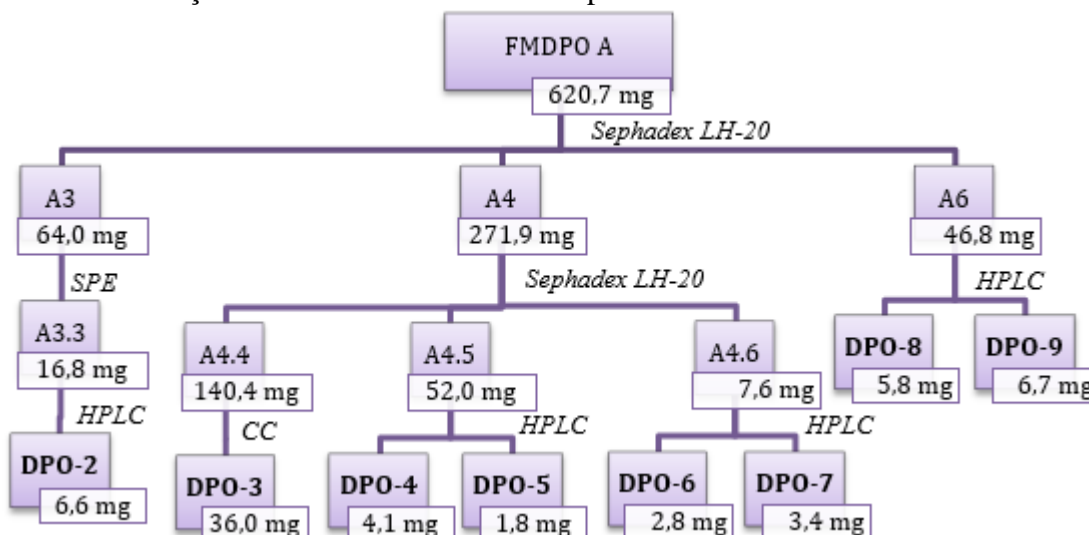 FMDPO A
620,7 mg
Sephadex LH-20
A3
64,0 mg
A4
271,9 mg
A6
46,8 mg
SPE
Sephadex LH-20
HPLC
A3.3
16,8 mg
A4.4
140,4 mg
A4.5
52,0 mg
A4.6
7,6 mg
DPO-8
5,8 mg
DPO-9
6,7 mg
HPLC
CC
HPLC
HPLC
DPO-2
6,6 mg
DPO-3
36,0 mg
DPO-4
4,1 mg
DPO-5
1,8 mg
DPO-6
2,8 mg
DPO-7
3,4 mg